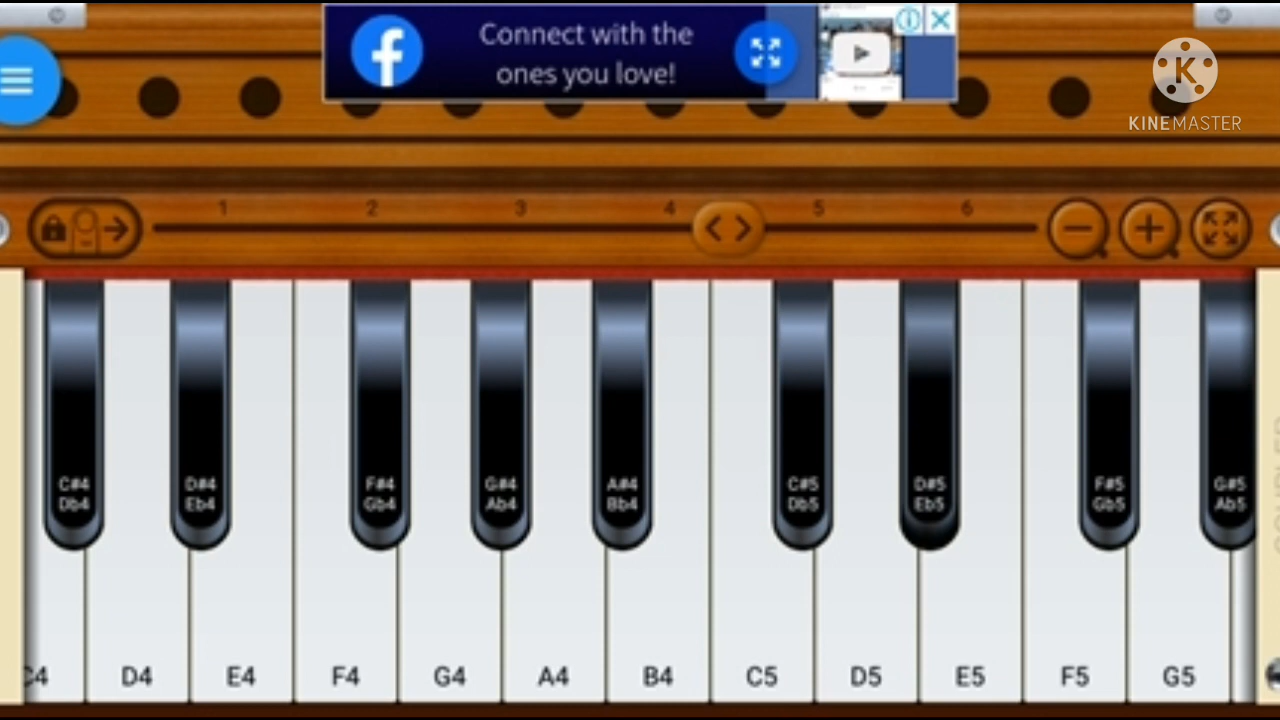 Connect with the
ones you love!
KINEMASTER
1 2 3 4 5 6
C#4 D#4 F#4 G#4 A#4 C#5 D#5 F#5 G#5
Db4 Eb4 Gb4 Ab4 Bb4 Db5 Eb5 Gb5 Ab5
C4 D4 E4 F4 G4 A4 B4 C5 D5 E5 F5 G5